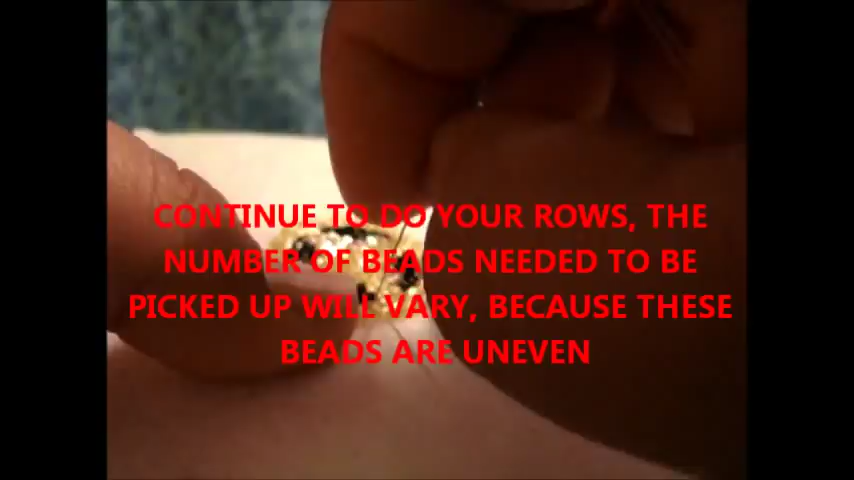 CONTINUE TO DO YOUR ROWS, THE
NUMBER OF BEADS NEEDED TO BE
PICKED UP WILL VARY, BECAUSE THESE
BEADS ARE UNEVEN